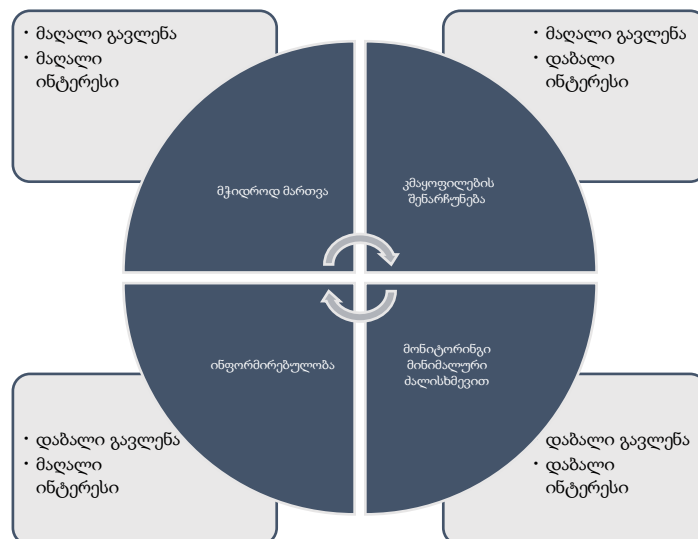 · მაღალი გავლენა
· მაღალი
ინტერესი
· მაღალი გავლენა
· დაბალი
ინტერესი
მჭიდროდ მართვა
კმაყოფილების
შენარჩუნება
ინფორმირებულობა
მონიტორინგი
მინიმალური
ძალისხმევით
· დაბალი გავლენა
· მაღალი
ინტერესი
დაბალი გავლენა
· დაბალი
ინტერესი